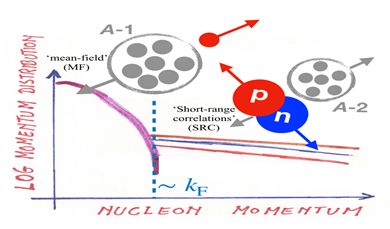 A-1
'mean-field'
(MF)
A-2
p
n
'Short-range
correlations'
(SRC)
~ kF
LOG MOMENTUM DISTRIBUTION
NUCLEON MOMENTUM